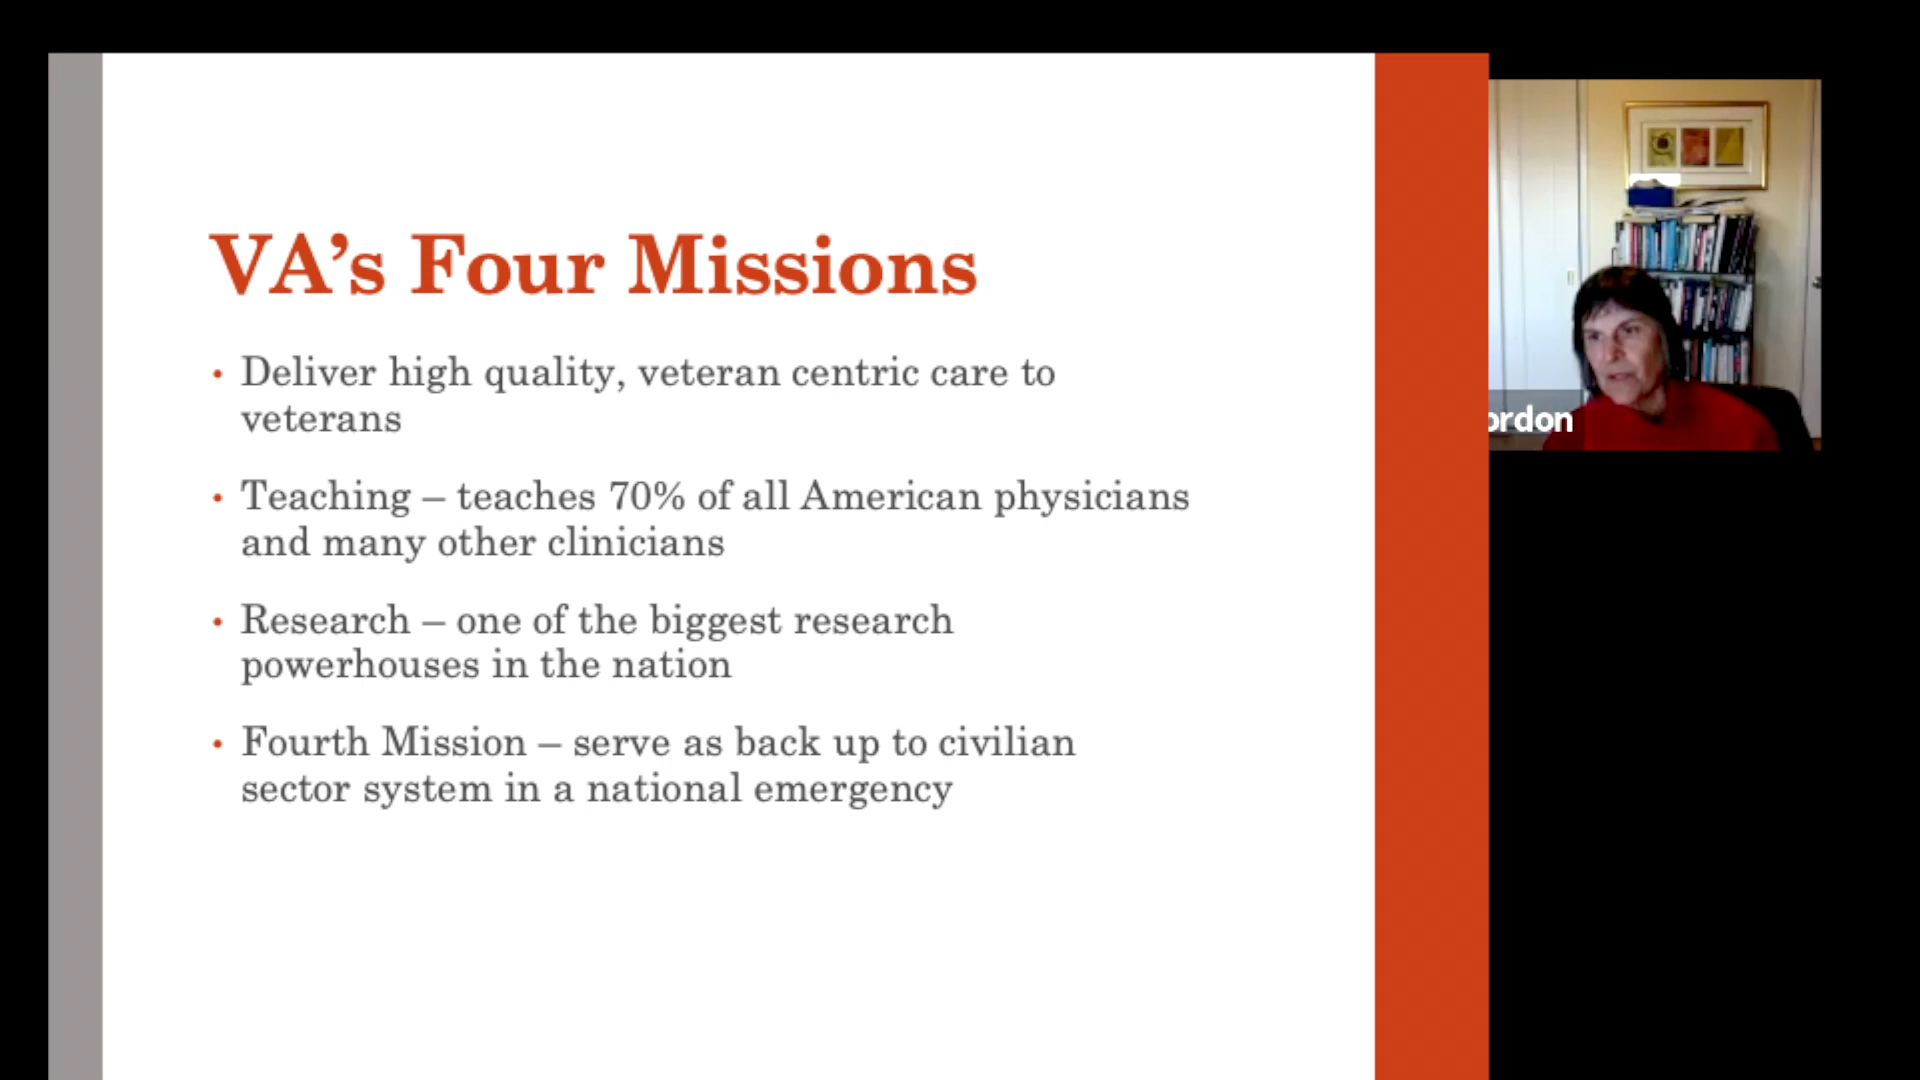 VA’s Four Missions
• Deliver high quality, veteran centric care to
veterans
• Teaching – teaches 70% of all American physicians
and many other clinicians
• Research – one of the biggest research
powerhouses in the nation
• Fourth Mission – serve as back up to civilian
sector system in a national emergency
ordon